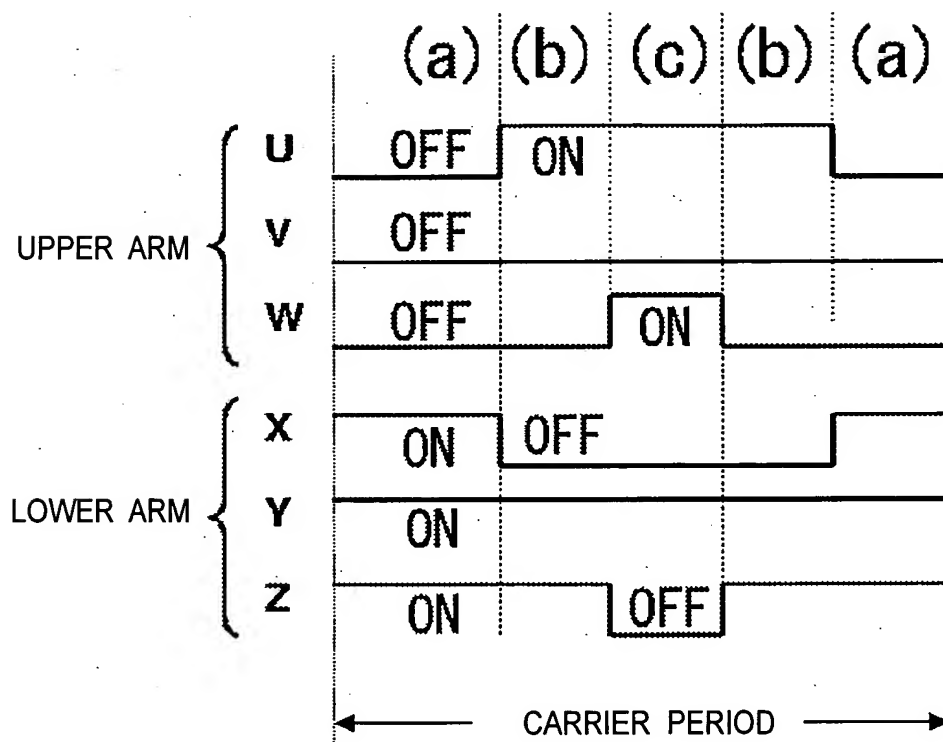 (a) (b) (c) (b) (a)
U OFF ON
V OFF
UPPER ARM
W OFF ON
X ON OFF
LOWER ARM Y ON
Z ON OFF
CARRIER PERIOD